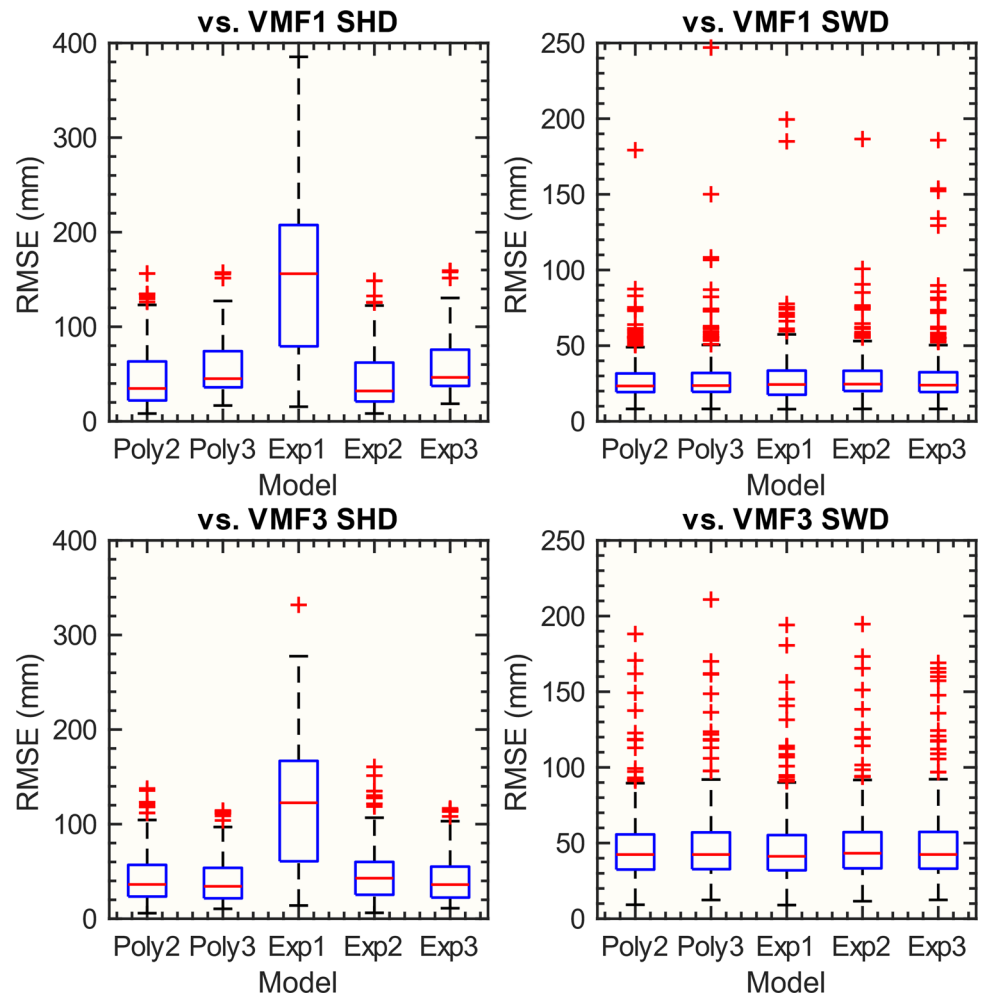 vs. VMF1 SHD
RMSE (mm)
400
300
200
100
0
Poly2 Poly3 Exp1 Exp2 Exp3
Model
vs. VMF1 SWD
RMSE (mm)
250
200
150
100
50
0
Poly2 Poly3 Exp1 Exp2 Exp3
Model
vs. VMF3 SHD
RMSE (mm)
400
300
200
100
0
Poly2 Poly3 Exp1 Exp2 Exp3
Model
vs. VMF3 SWD
RMSE (mm)
250
200
150
100
50
0
Poly2 Poly3 Exp1 Exp2 Exp3
Model